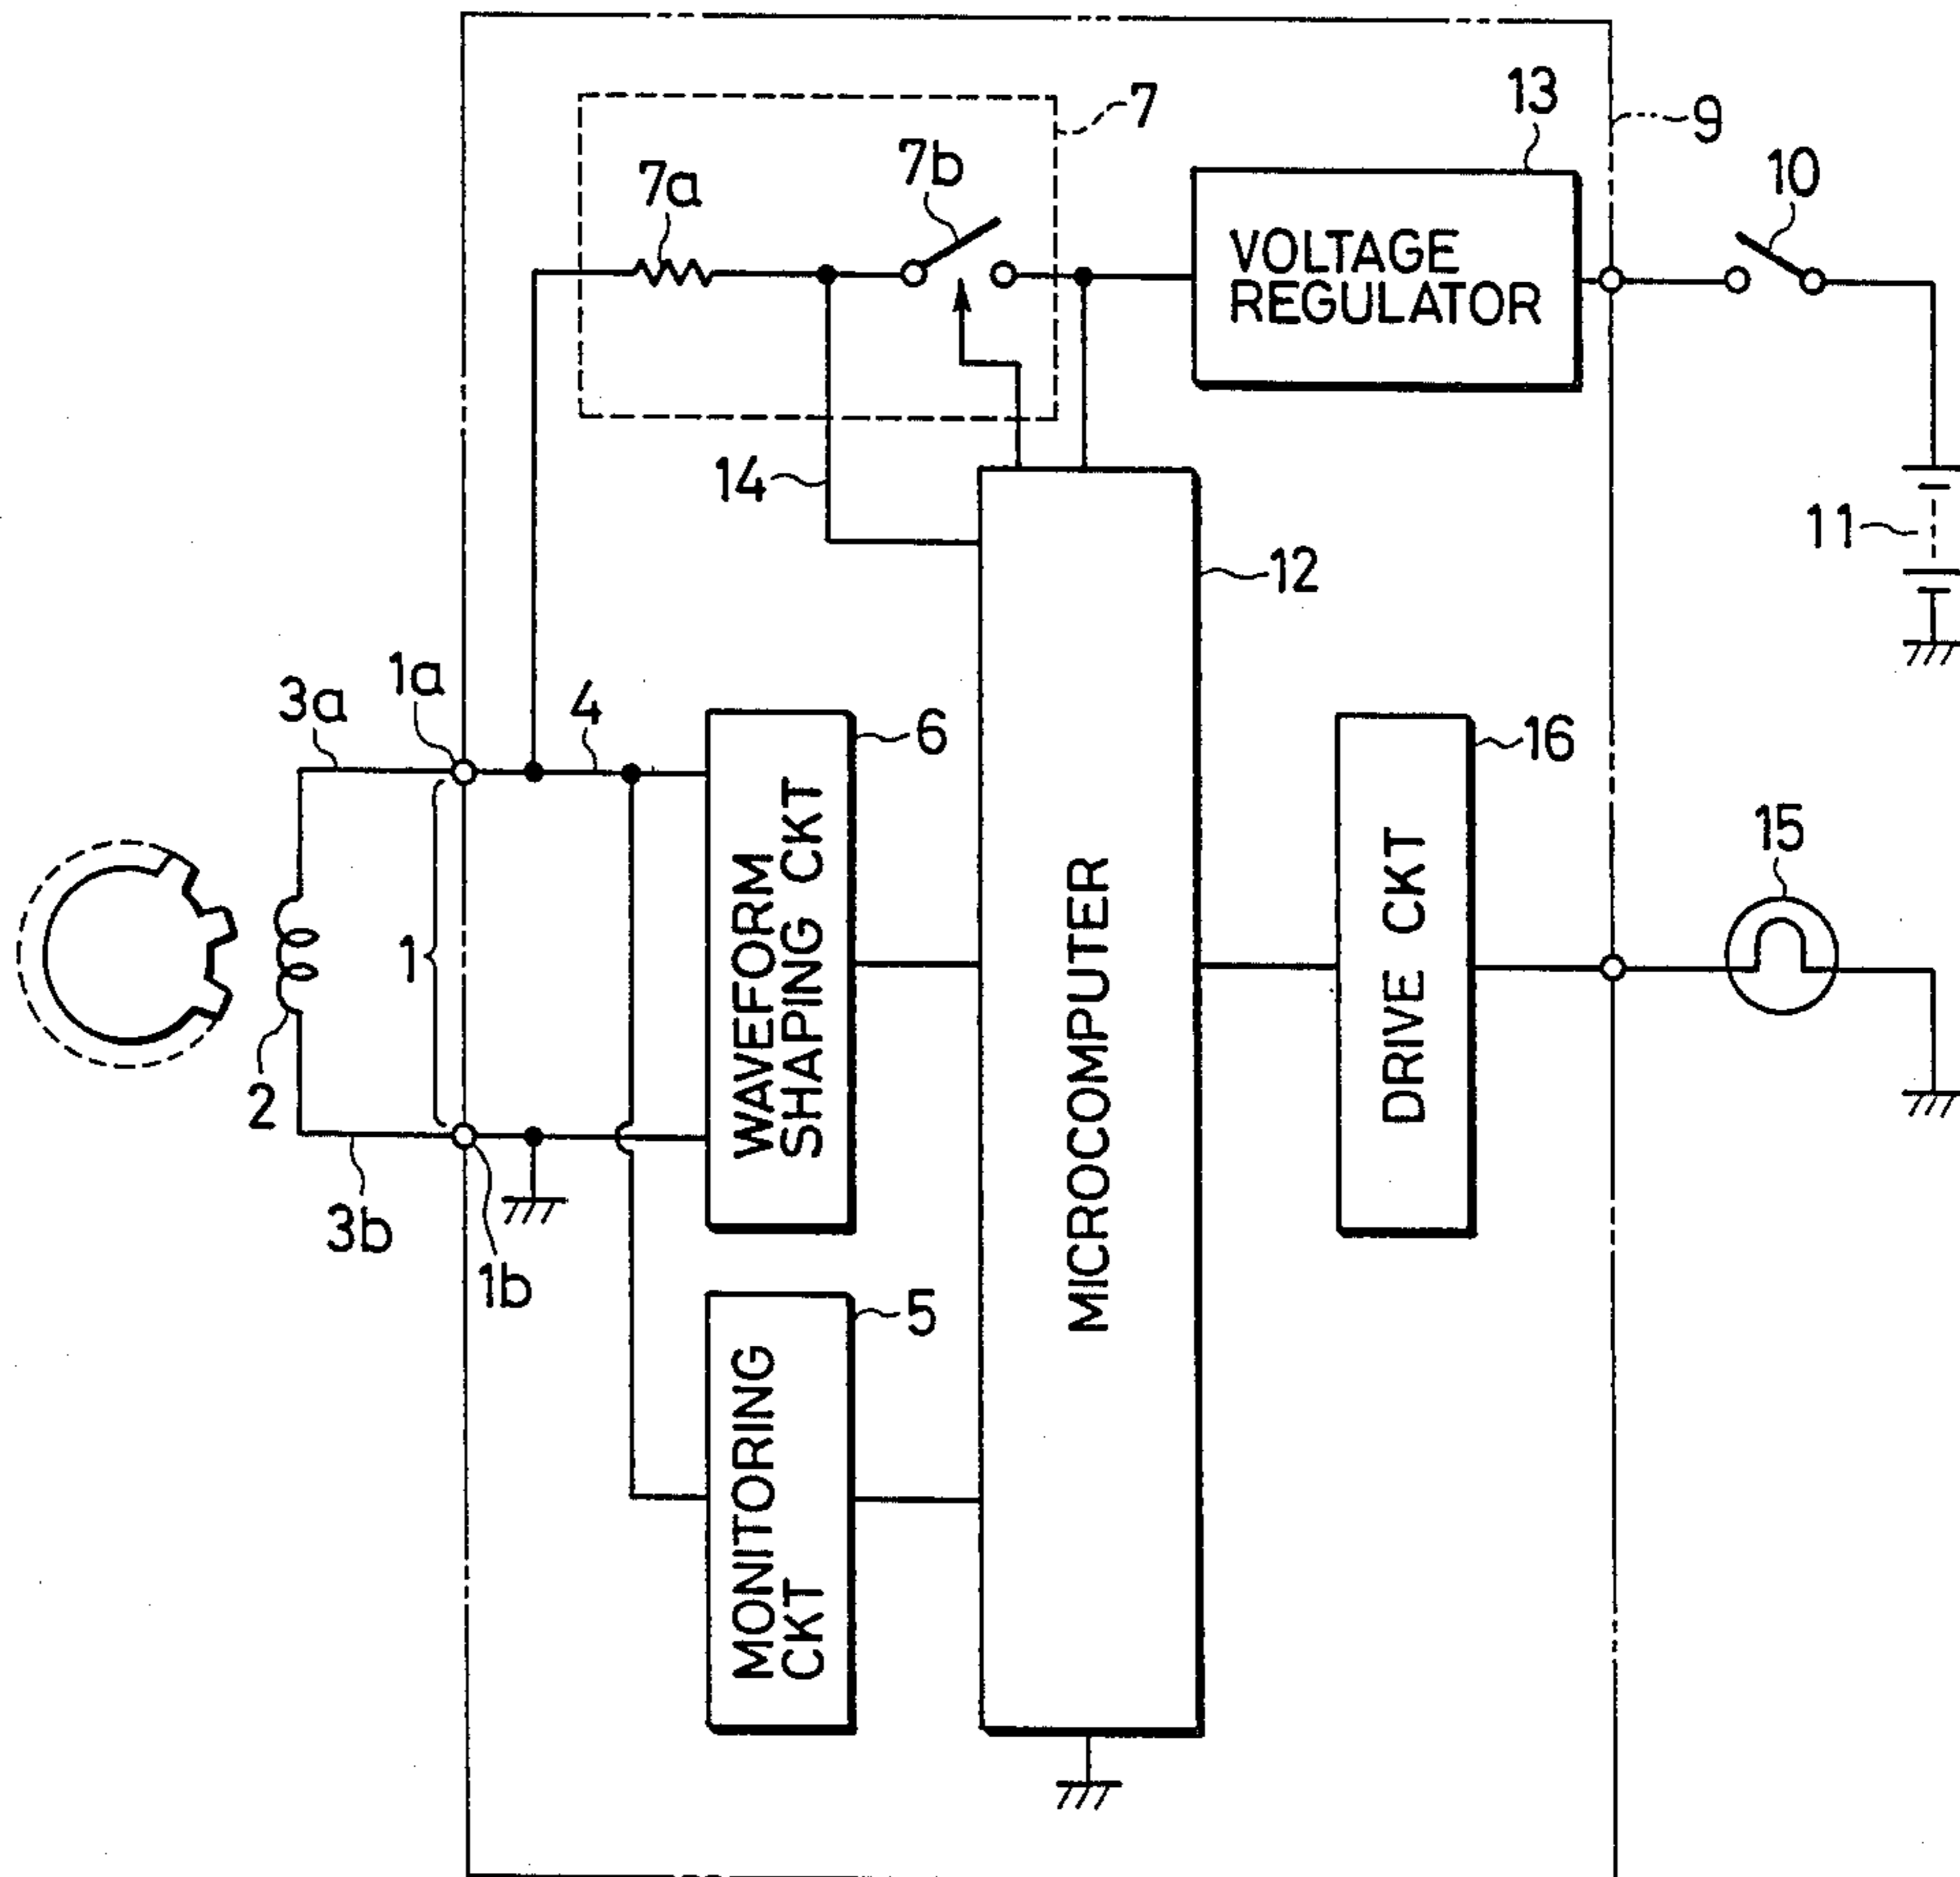 13
7
9
7b
10
7a
VOLTAGE
REGULATOR
14
11
12
1a
3a
4
6
16
15
WAVEFORM
SHAPING CKT
MICROCOMPUTER
DRIVE CKT
1
2
3b
1b
5
MONITORING
CKT